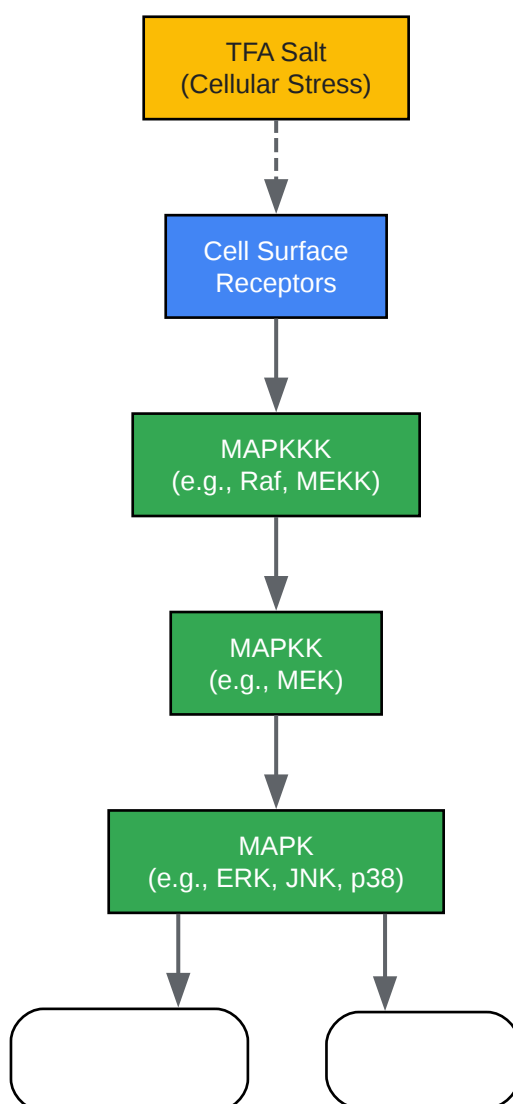 TFA Salt
(Cellular Stress)
Cell Surface
Receptors
MAPKKK
(e.g., Raf, MEKK)
MAPKK
(e.g., MEK)
MAPK
(e.g., ERK, JNK, p38)